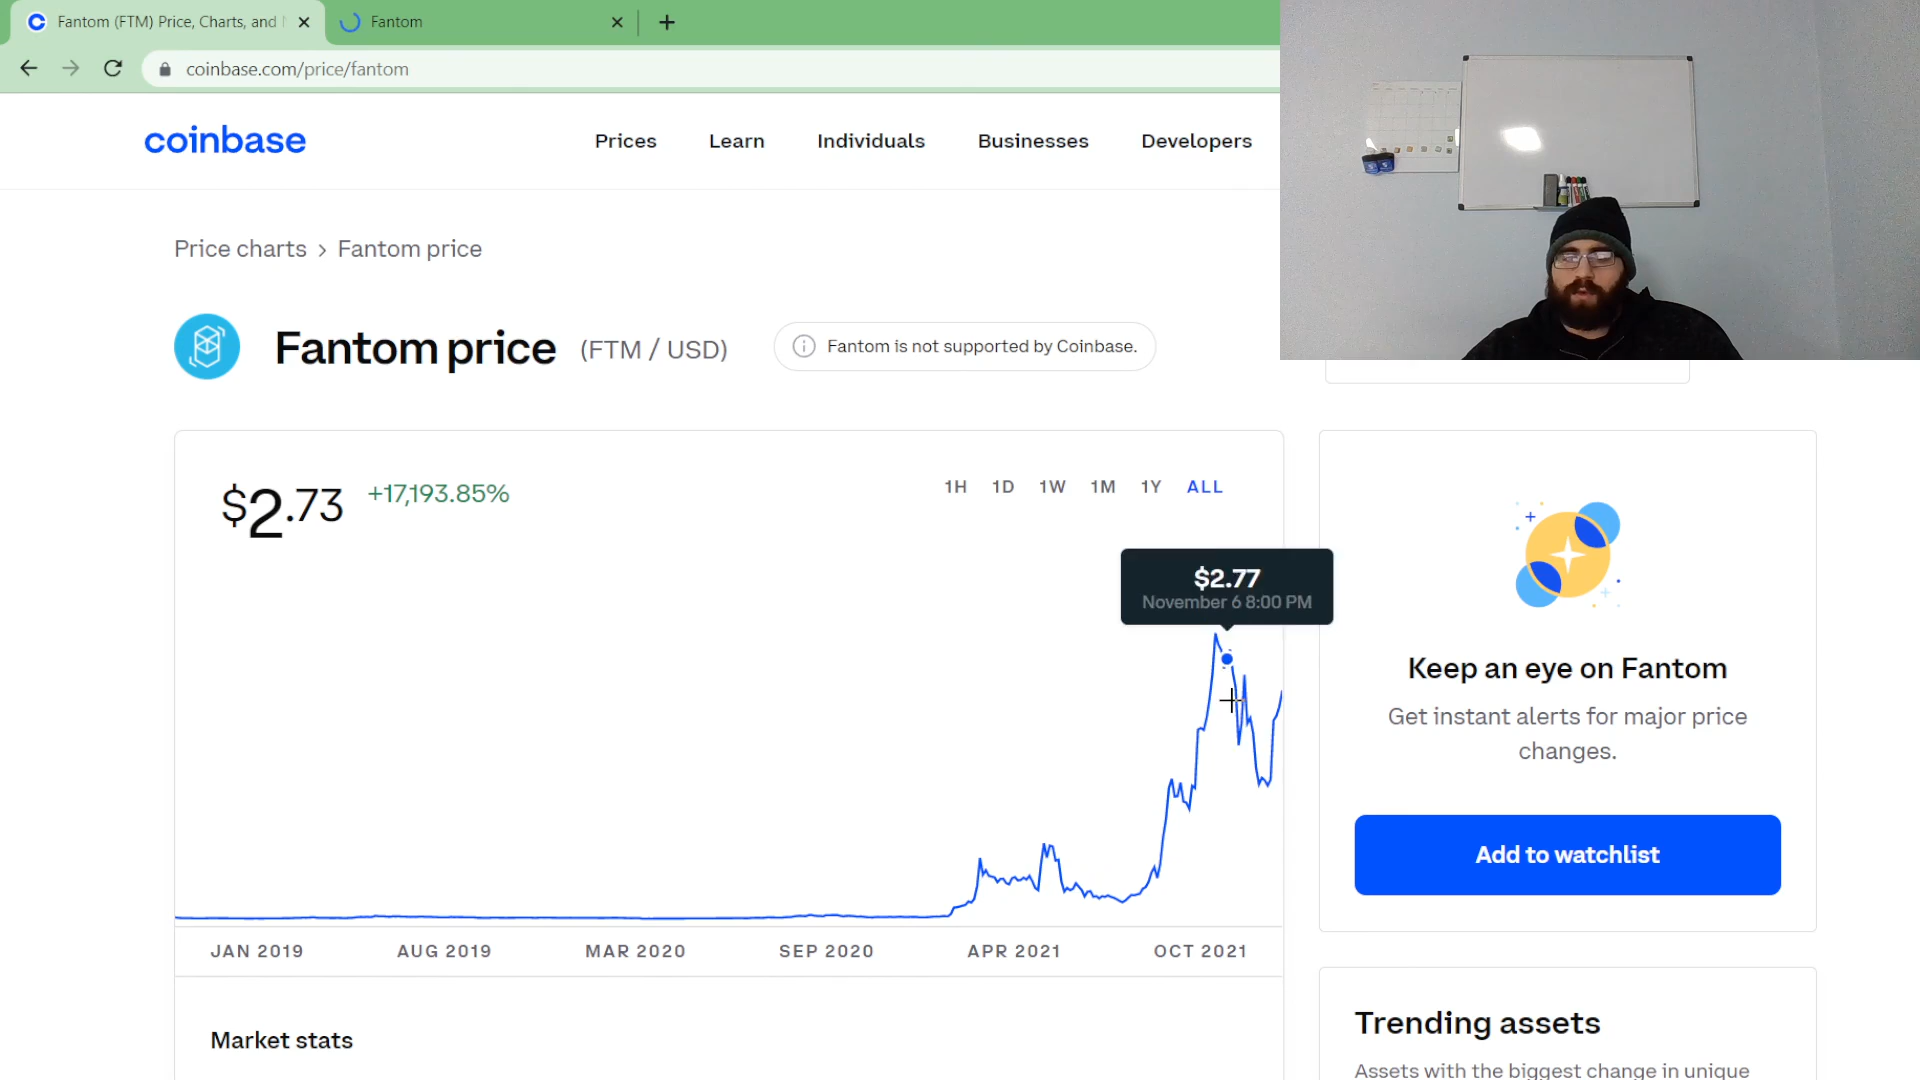 Fantom (FTM) Price, Charts, and
Fantom
coinbase.com/price/fantom
coinbase
Prices
Learn
Individuals
Businesses
Developers
Price charts › Fantom price
Fantom price (FTM / USD)
Fantom is not supported by Coinbase.
$2.73 +17,193.85%
1H 1D 1W 1M 1Y ALL
$2.77
November 6 8:00 PM
JAN 2019 AUG 2019 MAR 2020 SEP 2020 APR 2021 OCT 2021
Market stats
Keep an eye on Fantom
Get instant alerts for major price
changes.
Add to watchlist
Trending assets
Assets with the biggest change in unique